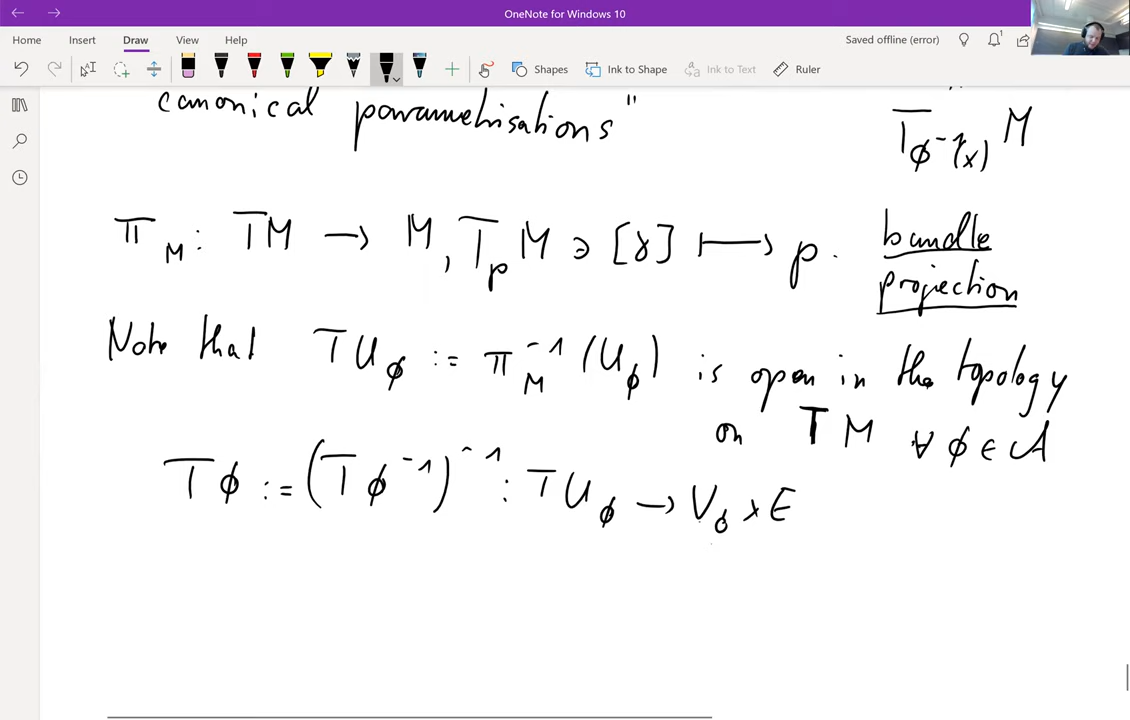 OneNote for Windows 10
Home Insert Draw View Help Saved offline (error)
Shapes Ink to Shape Ink to Text Ruler
canonical parametrisations"
T_{ϕ^{-1}(x)} M
π_M : TM → M, T_p M ∋ [γ] ↦ p. bundle
projection
Note that TU_ϕ := π_M^{-1}(U_ϕ) is open in the topology
on TM ∀ ϕ ∈ A
Tϕ := (Tϕ^{-1})^{-1} : TU_ϕ → V_ϕ × E